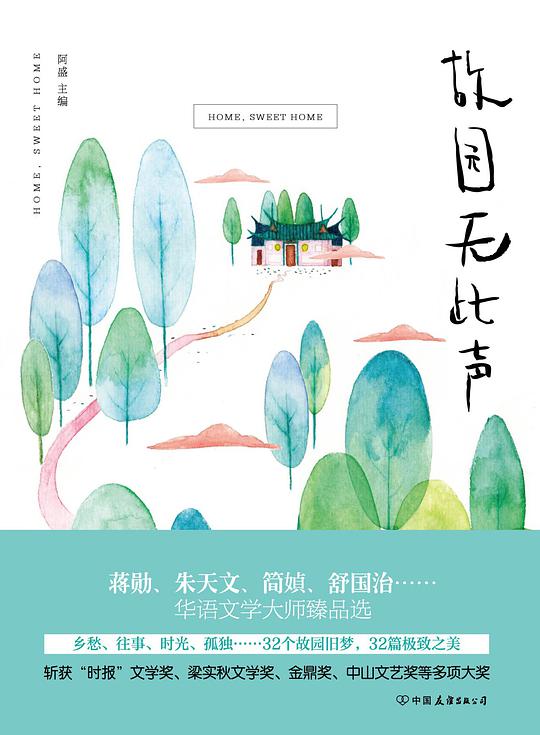 故园无此声
阿盛 主编
HOME, SWEET HOME
HOME, SWEET HOME
蒋勋、朱天文、简媜、舒国治……
华语文学大师臻品选
乡愁、往事、时光、孤独……32个故园旧梦，32篇极致之美
斩获“时报”文学奖、梁实秋文学奖、金鼎奖、中山文艺奖等多项大奖
中国友谊出版公司